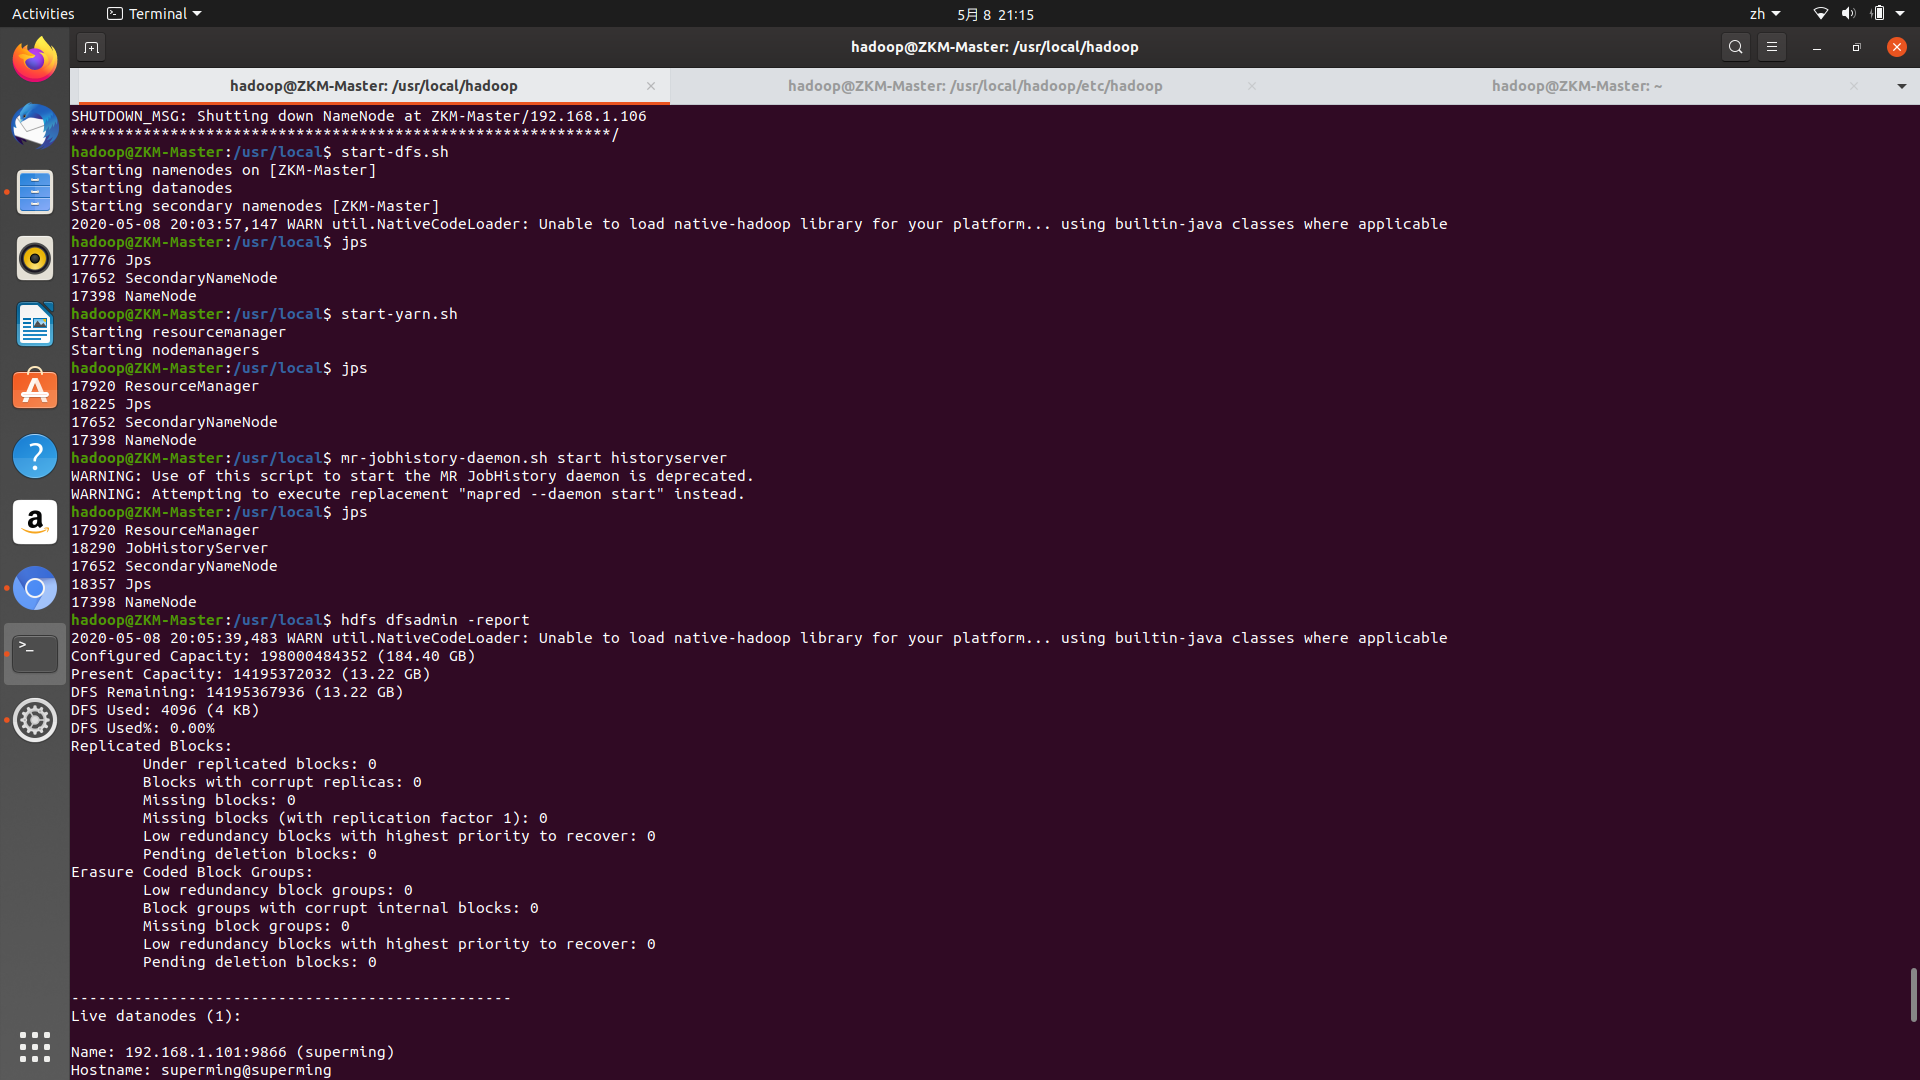 Activities
Terminal
5月 8 21:15
zh
hadoop@ZKM-Master: /usr/local/hadoop
hadoop@ZKM-Master: /usr/local/hadoop
hadoop@ZKM-Master: /usr/local/hadoop/etc/hadoop
hadoop@ZKM-Master: ~
SHUTDOWN_MSG: Shutting down NameNode at ZKM-Master/192.168.1.106
************************************************************/
hadoop@ZKM-Master:/usr/local$ start-dfs.sh
Starting namenodes on [ZKM-Master]
Starting datanodes
Starting secondary namenodes [ZKM-Master]
2020-05-08 20:03:57,147 WARN util.NativeCodeLoader: Unable to load native-hadoop library for your platform... using builtin-java classes where applicable
hadoop@ZKM-Master:/usr/local$ jps
17776 Jps
17652 SecondaryNameNode
17398 NameNode
hadoop@ZKM-Master:/usr/local$ start-yarn.sh
Starting resourcemanager
Starting nodemanagers
hadoop@ZKM-Master:/usr/local$ jps
17920 ResourceManager
18225 Jps
17652 SecondaryNameNode
17398 NameNode
hadoop@ZKM-Master:/usr/local$ mr-jobhistory-daemon.sh start historyserver
WARNING: Use of this script to start the MR JobHistory daemon is deprecated.
WARNING: Attempting to execute replacement "mapred --daemon start" instead.
hadoop@ZKM-Master:/usr/local$ jps
17920 ResourceManager
18290 JobHistoryServer
17652 SecondaryNameNode
18357 Jps
17398 NameNode
hadoop@ZKM-Master:/usr/local$ hdfs dfsadmin -report
2020-05-08 20:05:39,483 WARN util.NativeCodeLoader: Unable to load native-hadoop library for your platform... using builtin-java classes where applicable
Configured Capacity: 198000484352 (184.40 GB)
Present Capacity: 14195372032 (13.22 GB)
DFS Remaining: 14195367936 (13.22 GB)
DFS Used: 4096 (4 KB)
DFS Used%: 0.00%
Replicated Blocks:
Under replicated blocks: 0
Blocks with corrupt replicas: 0
Missing blocks: 0
Missing blocks (with replication factor 1): 0
Low redundancy blocks with highest priority to recover: 0
Pending deletion blocks: 0
Erasure Coded Block Groups:
Low redundancy block groups: 0
Block groups with corrupt internal blocks: 0
Missing block groups: 0
Low redundancy blocks with highest priority to recover: 0
Pending deletion blocks: 0
-------------------------------------------------
Live datanodes (1):
Name: 192.168.1.101:9866 (superming)
Hostname: superming@superming